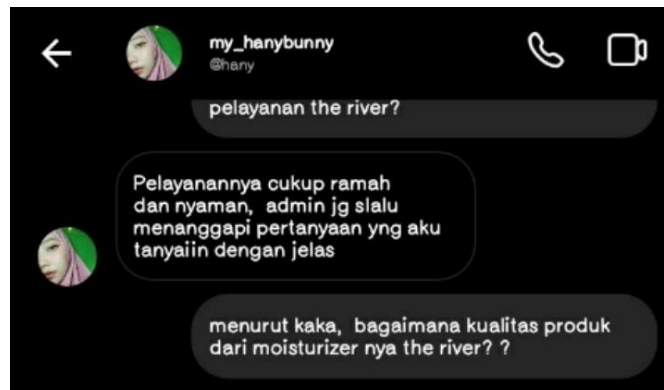 my_hanybunny
@hany
pelayanan the river?
Pelayanannya cukup ramah
dan nyaman, admin jg slalu
menanggapi pertanyaan yng aku
tanyaiin dengan jelas
menurut kaka, bagaimana kualitas produk
dari moisturizer nya the river? ?